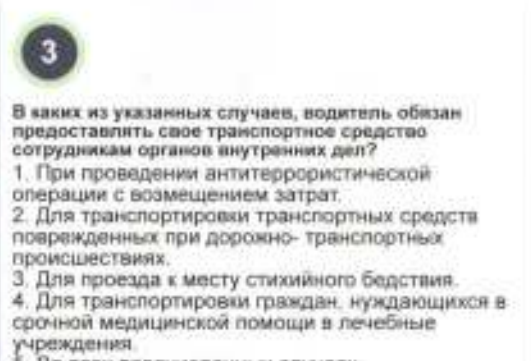 3
В каких из указанных случаев, водитель обязан
предоставлять свое транспортное средство
сотрудникам органов внутренних дел?
1. При проведении антитеррористической
операции с возмещением затрат.
2. Для транспортировки транспортных средств
поврежденных при дорожно- транспортных
происшествиях.
3. Для проезда к месту стихийного бедствия.
4. Для транспортировки граждан, нуждающихся в
срочной медицинской помощи в лечебные
учреждения.